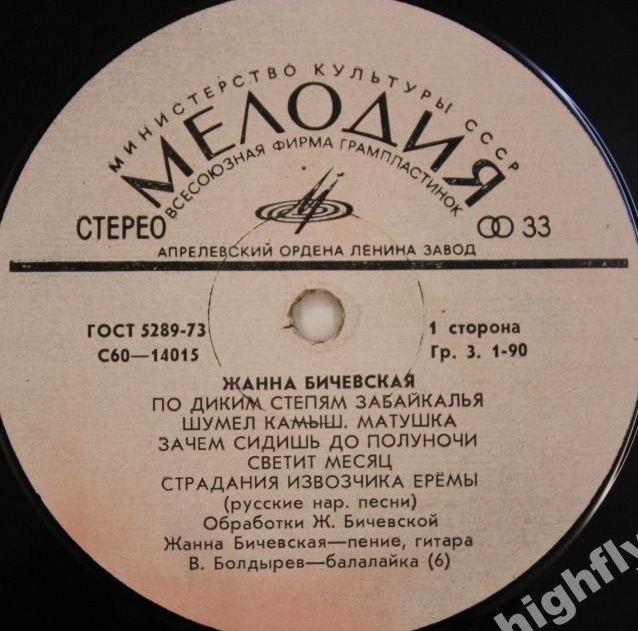 МИНИСТЕРСТВО КУЛЬТУРЫ СССР
МЕЛОДИЯ
ВСЕСОЮЗНАЯ ФИРМА ГРАМПЛАСТИНОК
СТЕРЕО 33
АПРЕЛЕВСКИЙ ОРДЕНА ЛЕНИНА ЗАВОД
ГОСТ 5289-73 1 сторона
С60—14015 Гр. 3. 1-90
ЖАННА БИЧЕВСКАЯ
ПО ДИКИМ СТЕПЯМ ЗАБАЙКАЛЬЯ
ШУМЕЛ КАМЫШ. МАТУШКА
ЗАЧЕМ СИДИШЬ ДО ПОЛУНОЧИ
СВЕТИТ МЕСЯЦ
СТРАДАНИЯ ИЗВОЗЧИКА ЕРЁМЫ
(русские нар. песни)
Обработки Ж. Бичевской
Жанна Бичевская—пение, гитара
В. Болдырев—балалайка (6)
highfly